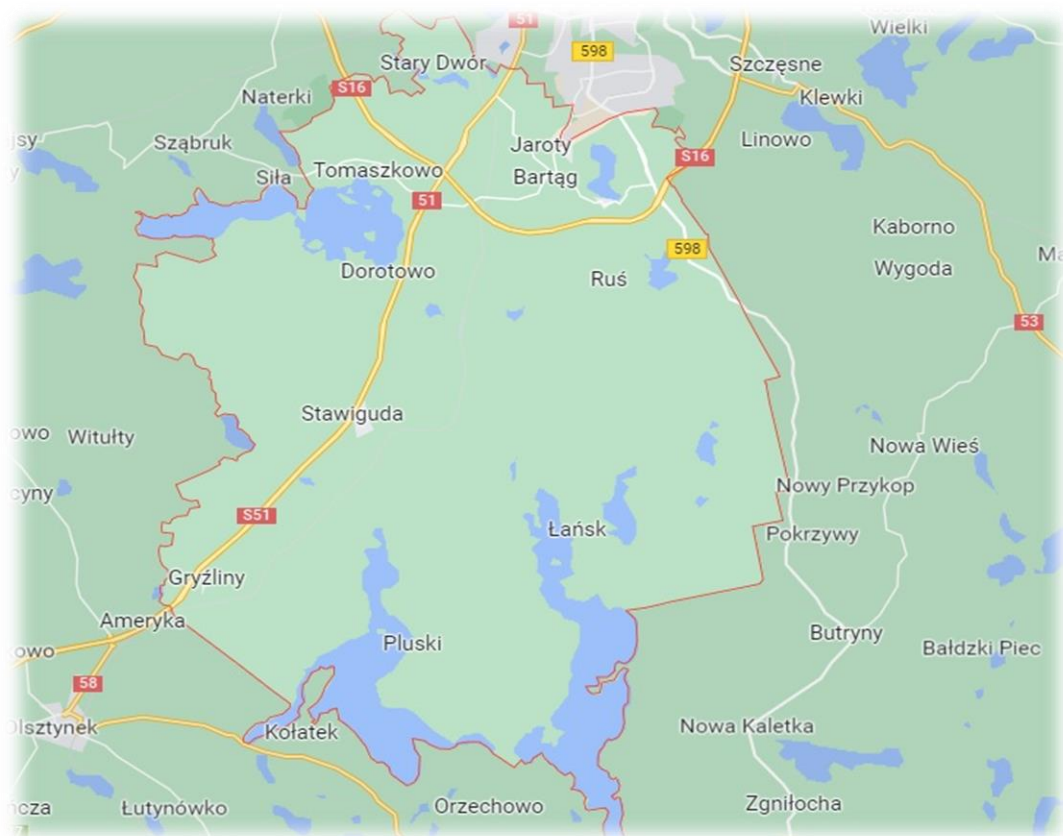 51
598
Wielki
Stary Dwór
Szczęsne
S16
Naterki
Klewki
Sząbruk
Jaroty
Linowo
S16
Siła
Tomaszkowo
Bartąg
51
Kaborno
598
Dorotowo
Ruś
Wygoda
53
Stawiguda
Witułty
Nowa Wieś
Nowy Przykop
S51
Łańsk
Pokrzywy
Gryźliny
Ameryka
Pluski
Butryny
Bałdzki Piec
58
Olsztynek
Kołatek
Nowa Kaletka
Łutynówko
Orzechowo
Zgniłocha